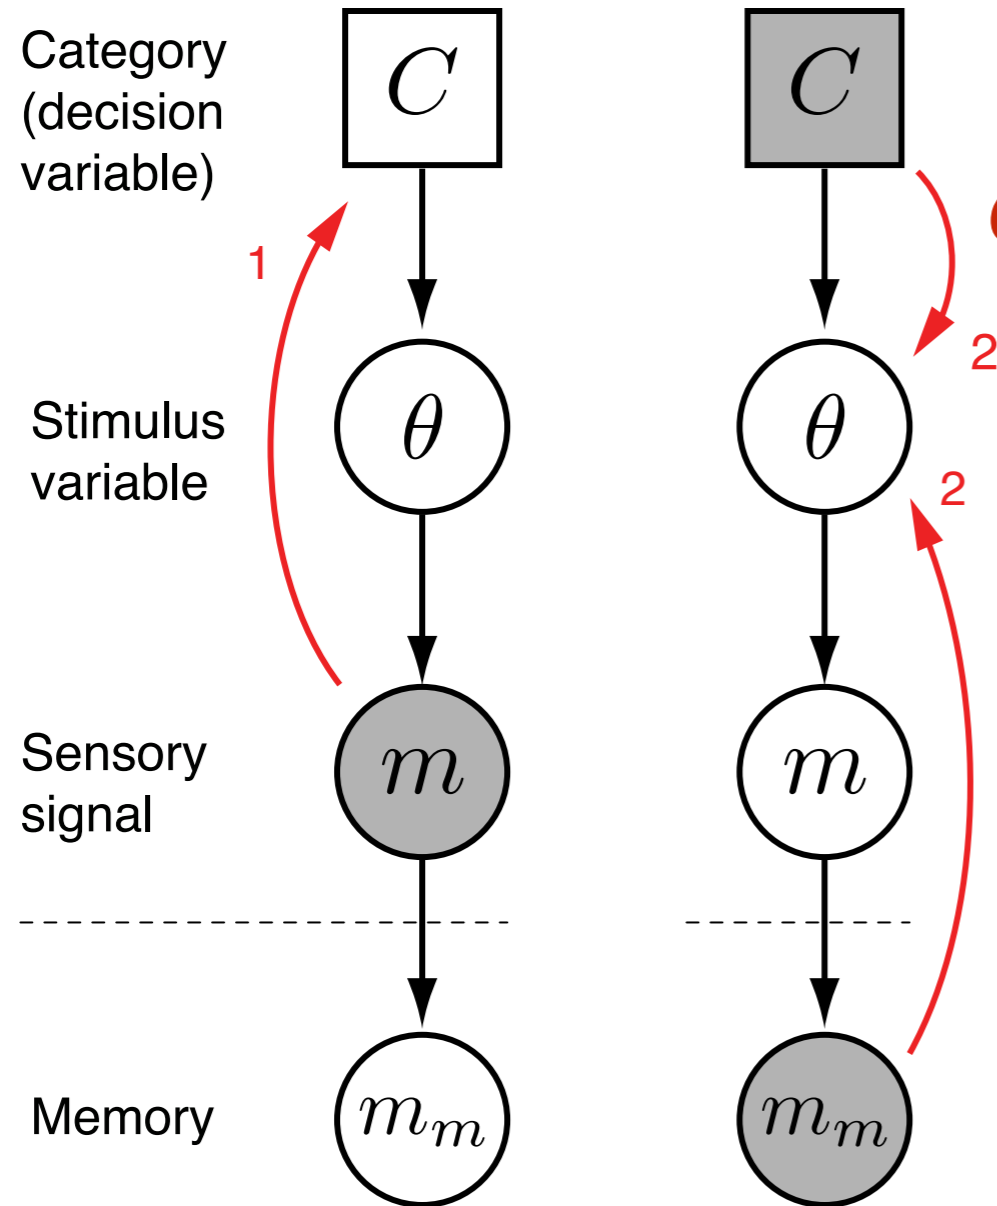 Category
(decision
variable)
C
C
1
2
Stimulus
variable
θ
θ
2
Sensory
signal
m
m
Memory
m_m
m_m